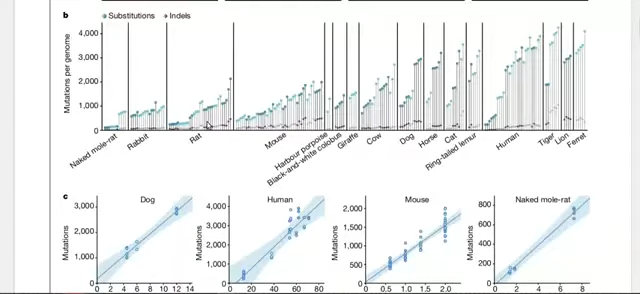 b
Substitutions Indels
Mutations per genome
4,000
3,000
2,000
1,000
0
Naked mole-rat
Rabbit
Rat
Mouse
Harbour porpoise
Black-and-white colobus
Giraffe
Cow
Dog
Horse
Cat
Ring-tailed lemur
Human
Tiger
Lion
Ferret
c
Dog
Mutations
3,000
2,000
1,000
0
0 2 4 6 8 10 12 14
Human
Mutations
4,000
3,000
2,000
1,000
0
0 20 40 60 80
Mouse
Mutations
2,000
1,500
1,000
500
0
0 0.5 1.0 1.5 2.0
Naked mole-rat
Mutations
800
600
400
200
0
0 2 4 6 8